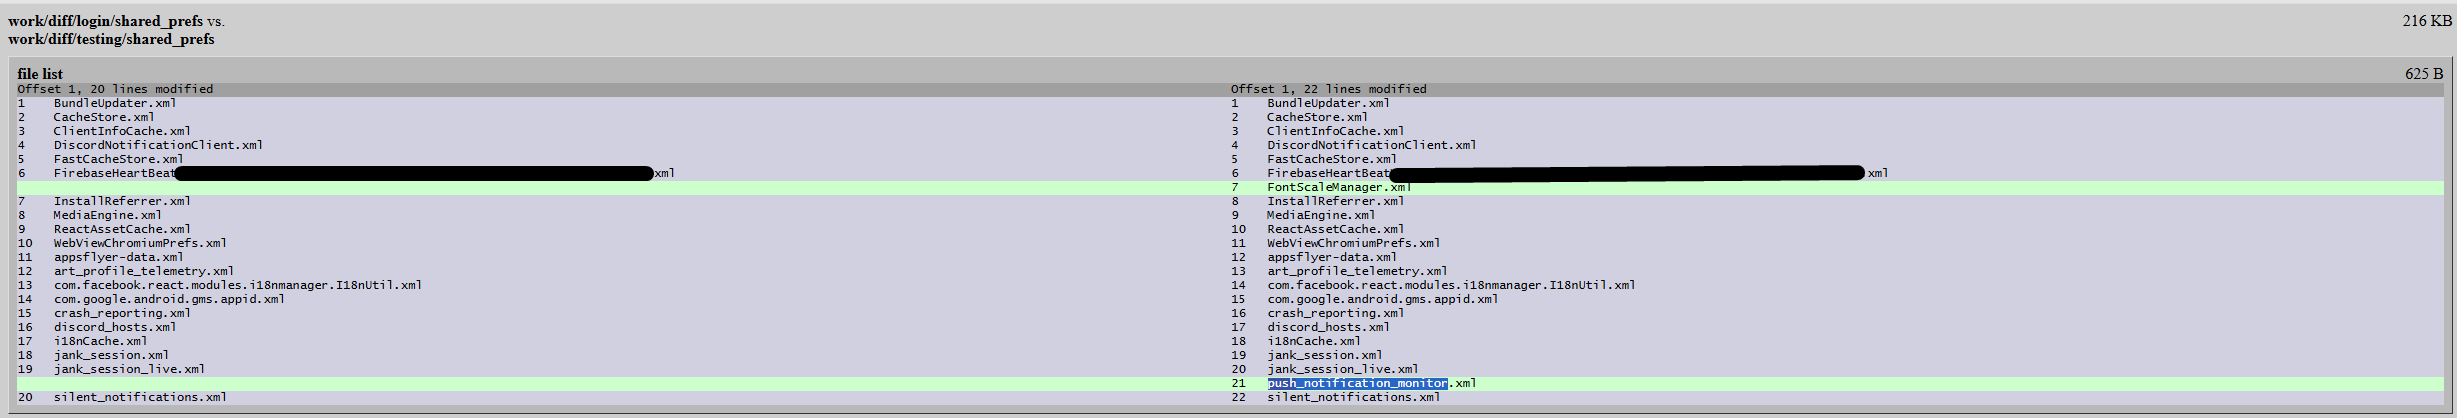 work/diff/login/shared_prefs vs. 216 KB
work/diff/testing/shared_prefs
file list 625 B
Offset 1, 20 lines modified Offset 1, 22 lines modified
1 BundleUpdater.xml 1 BundleUpdater.xml
2 CacheStore.xml 2 CacheStore.xml
3 ClientInfoCache.xml 3 ClientInfoCache.xml
4 DiscordNotificationClient.xml 4 DiscordNotificationClient.xml
5 FastCacheStore.xml 5 FastCacheStore.xml
6 FirebaseHeartBeat xml 6 FirebaseHeartBeat xml
7 FontScaleManager.xml
7 InstallReferrer.xml 8 InstallReferrer.xml
8 MediaEngine.xml 9 MediaEngine.xml
9 ReactAssetCache.xml 10 ReactAssetCache.xml
10 WebViewChromiumPrefs.xml 11 WebViewChromiumPrefs.xml
11 appsflyer-data.xml 12 appsflyer-data.xml
12 art_profile_telemetry.xml 13 art_profile_telemetry.xml
13 com.facebook.react.modules.i18nmanager.I18nUtil.xml 14 com.facebook.react.modules.i18nmanager.I18nUtil.xml
14 com.google.android.gms.appid.xml 15 com.google.android.gms.appid.xml
15 crash_reporting.xml 16 crash_reporting.xml
16 discord_hosts.xml 17 discord_hosts.xml
17 i18nCache.xml 18 i18nCache.xml
18 jank_session.xml 19 jank_session.xml
19 jank_session_live.xml 20 jank_session_live.xml
21 push_notification_monitor.xml
20 silent_notifications.xml 22 silent_notifications.xml